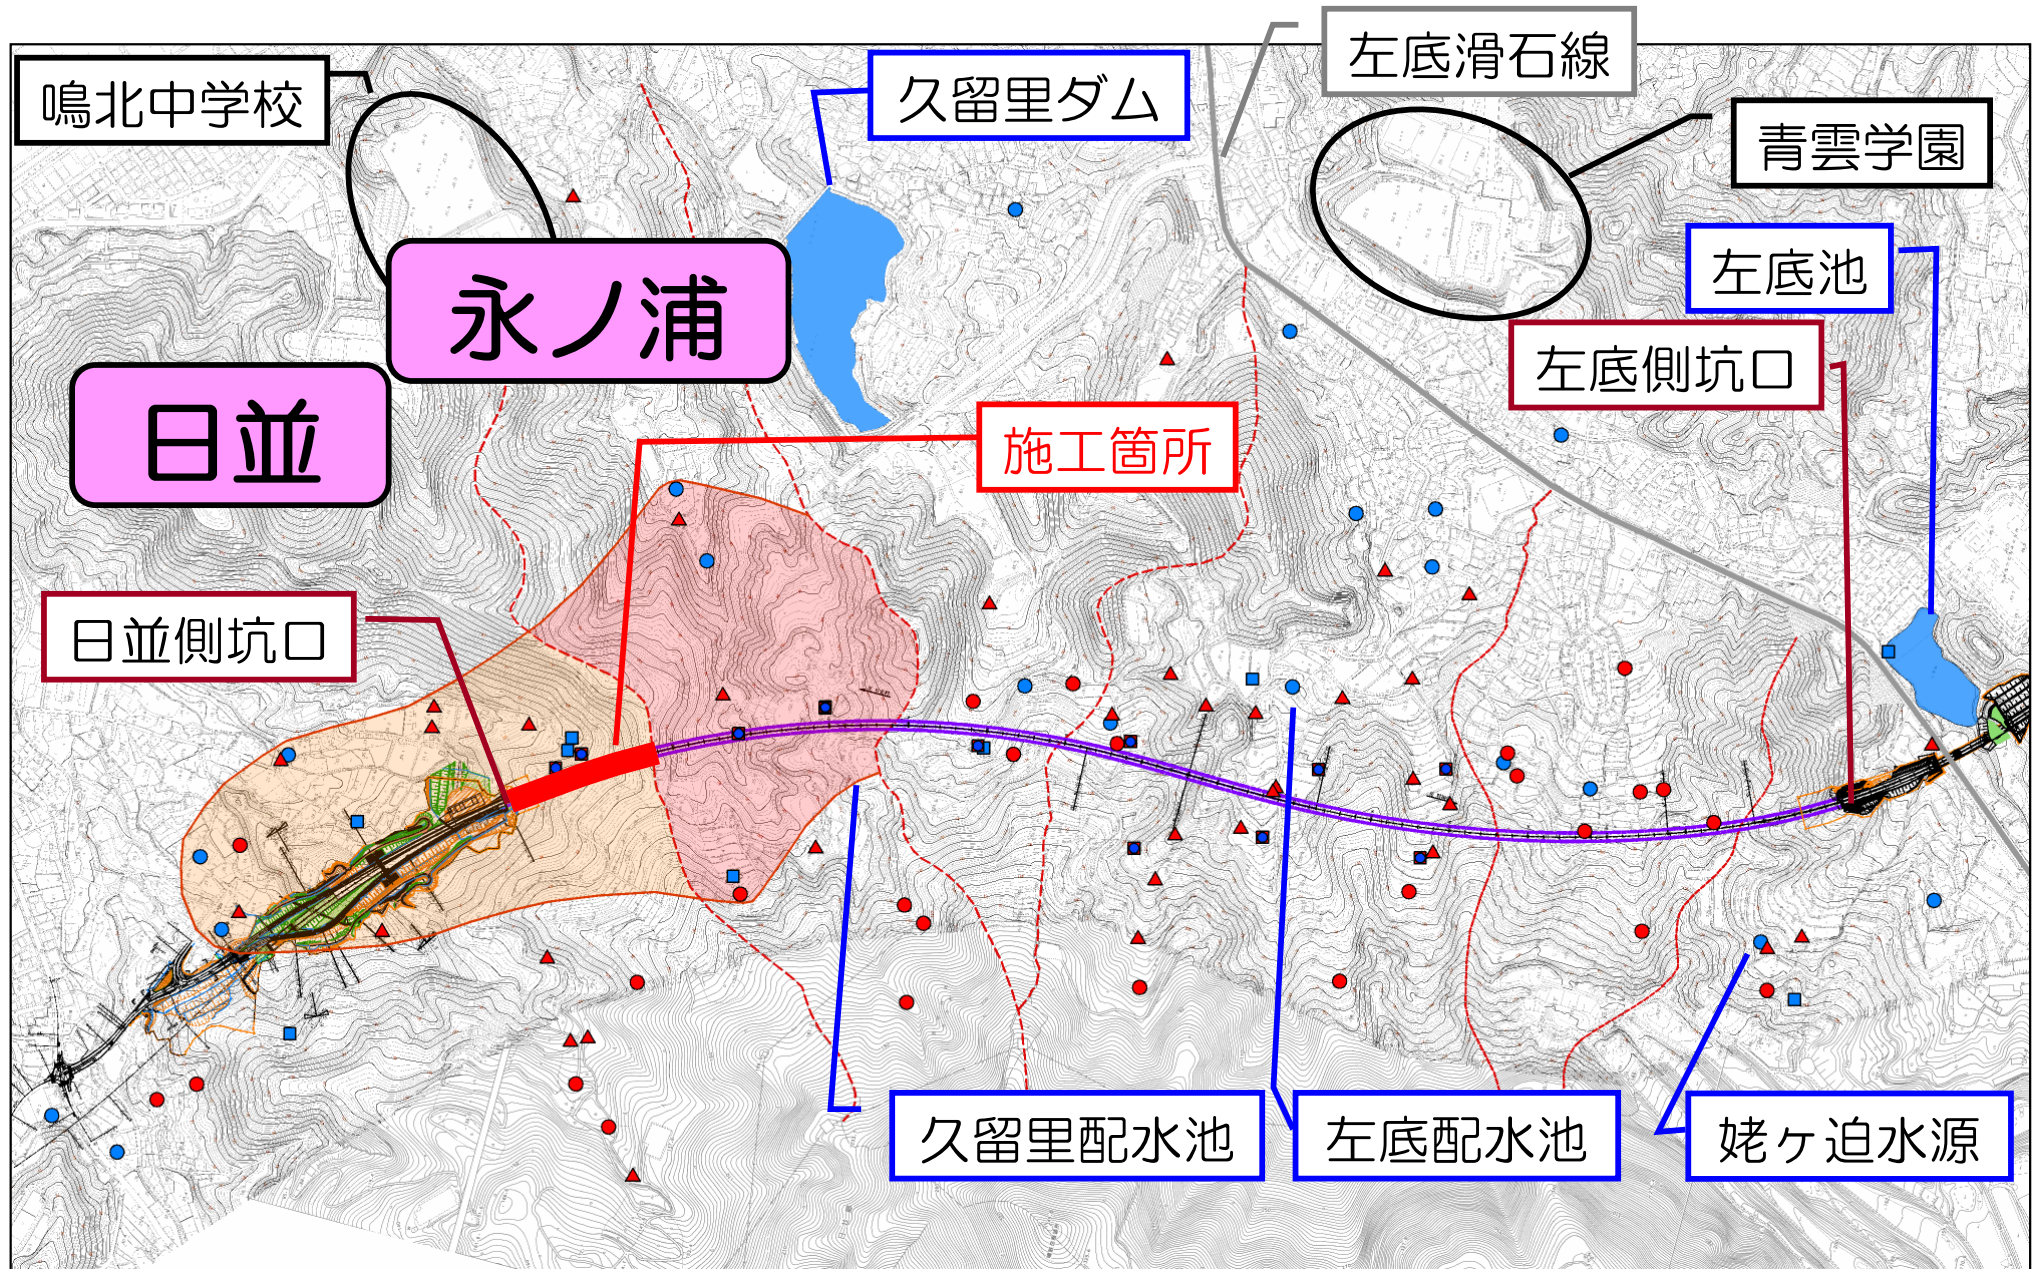 左底滑石線
鳴北中学校
久留里ダム
青雲学園
左底池
永ノ浦
左底側坑口
日並
施工箇所
日並側坑口
久留里配水池
左底配水池
姥ヶ迫水源